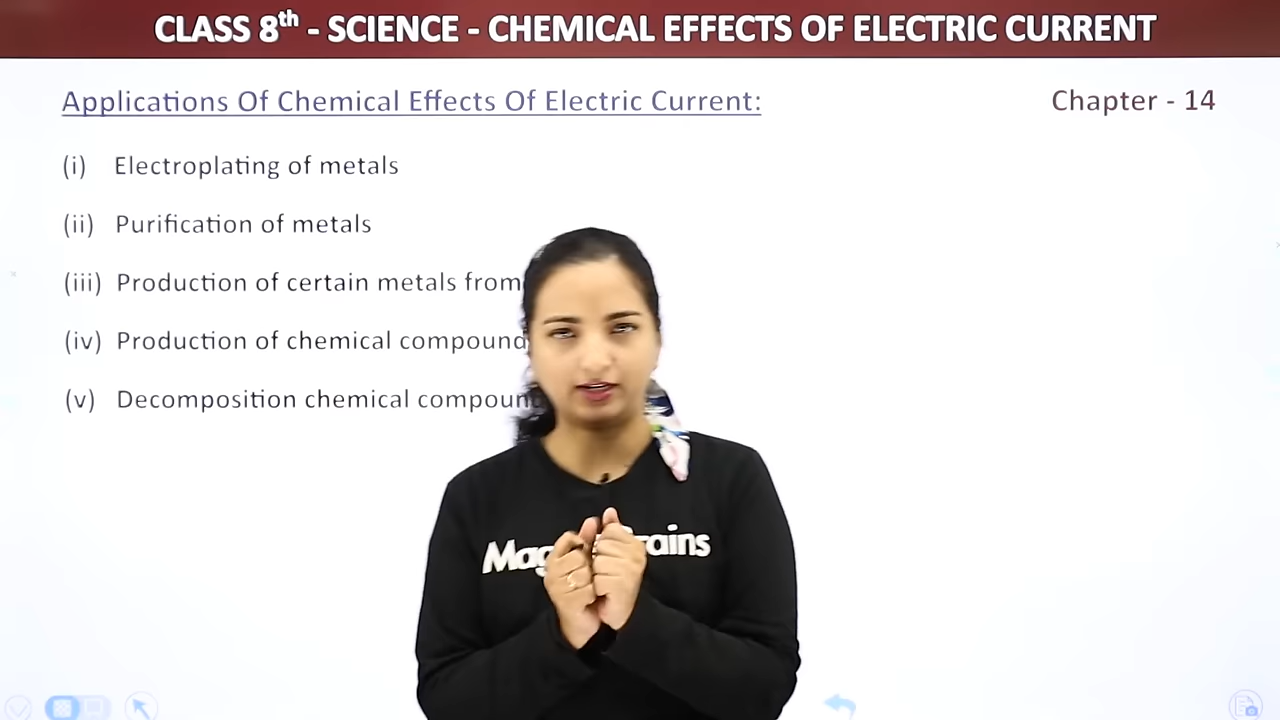 CLASS 8th - SCIENCE - CHEMICAL EFFECTS OF ELECTRIC CURRENT
Applications Of Chemical Effects Of Electric Current:
Chapter - 14
(i) Electroplating of metals
(ii) Purification of metals
(iii) Production of certain metals from
(iv) Production of chemical compound
(v) Decomposition chemical compoun